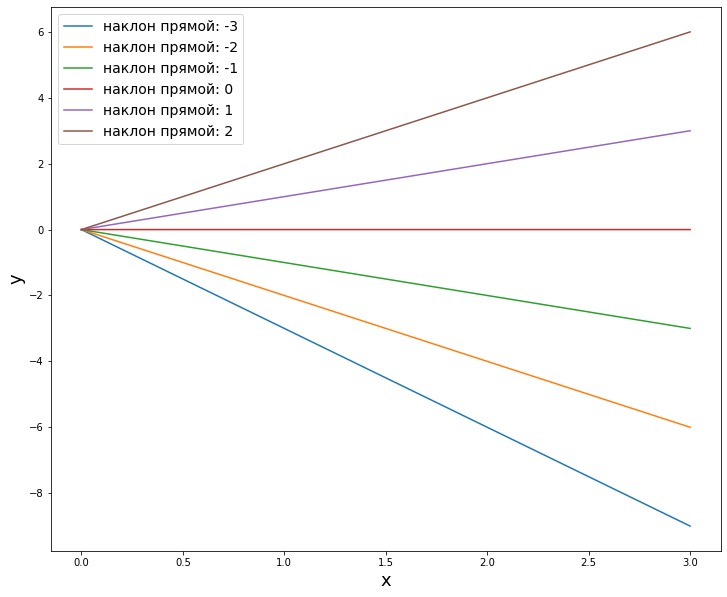 наклон прямой: -3
наклон прямой: -2
наклон прямой: -1
наклон прямой: 0
наклон прямой: 1
наклон прямой: 2
6
4
2
0
−2
−4
−6
−8
y
0.0 0.5 1.0 1.5 2.0 2.5 3.0
x